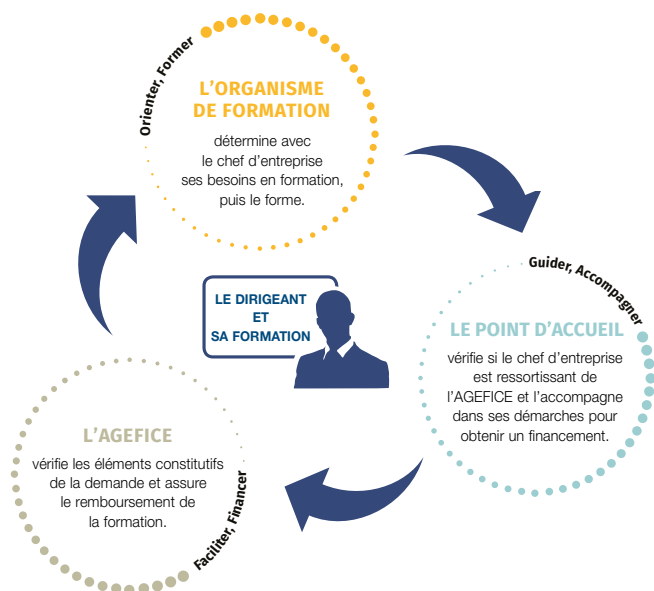 Orienter, Former
L'ORGANISME
DE FORMATION
détermine avec
le chef d'entreprise
ses besoins en formation,
puis le forme.
Guider, Accompagner
LE POINT D'ACCUEIL
vérifie si le chef d'entreprise
est ressortissant de
l'AGEFICE et l'accompagne
dans ses démarches pour
obtenir un financement.
LE DIRIGEANT
ET
SA FORMATION
L'AGEFICE
vérifie les éléments constitutifs
de la demande et assure
le remboursement de
la formation.
Faciliter, Financer